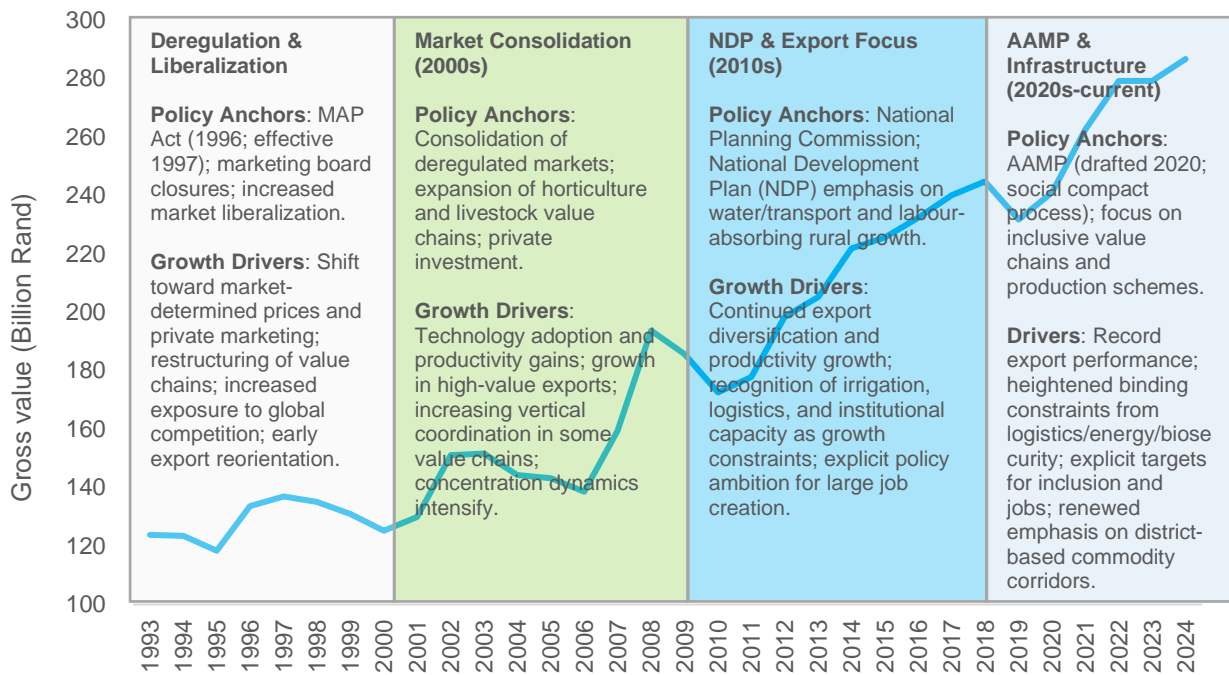 Gross value (Billion Rand)
300
280
260
240
220
200
180
160
140
120
100
Deregulation &
Liberalization
Policy Anchors: MAP
Act (1996; effective
1997); marketing board
closures; increased
market liberalization.
Growth Drivers: Shift
toward market-
determined prices and
private marketing;
restructuring of value
chains; increased
exposure to global
competition; early
export reorientation.
Market Consolidation
(2000s)
Policy Anchors:
Consolidation of
deregulated markets;
expansion of horticulture
and livestock value
chains; private
investment.
Growth Drivers:
Technology adoption and
productivity gains; growth
in high-value exports;
increasing vertical
coordination in some
value chains;
concentration dynamics
intensify.
NDP & Export Focus
(2010s)
Policy Anchors: National
Planning Commission;
National Development
Plan (NDP) emphasis on
water/transport and labour-
absorbing rural growth.
Growth Drivers:
Continued export
diversification and
productivity growth;
recognition of irrigation,
logistics, and institutional
capacity as growth
constraints; explicit policy
ambition for large job
creation.
AAMP &
Infrastructure
(2020s-current)
Policy Anchors:
AAMP (drafted 2020;
social compact
process); focus on
inclusive value
chains and
production schemes.
Drivers: Record
export performance;
heightened binding
constraints from
logistics/energy/biose
curity; explicit targets
for inclusion and
jobs; renewed
emphasis on district-
based commodity
corridors.
1993
1994
1995
1996
1997
1998
1999
2000
2001
2002
2003
2004
2005
2006
2007
2008
2009
2010
2011
2012
2013
2014
2015
2016
2017
2018
2019
2020
2021
2022
2023
2024